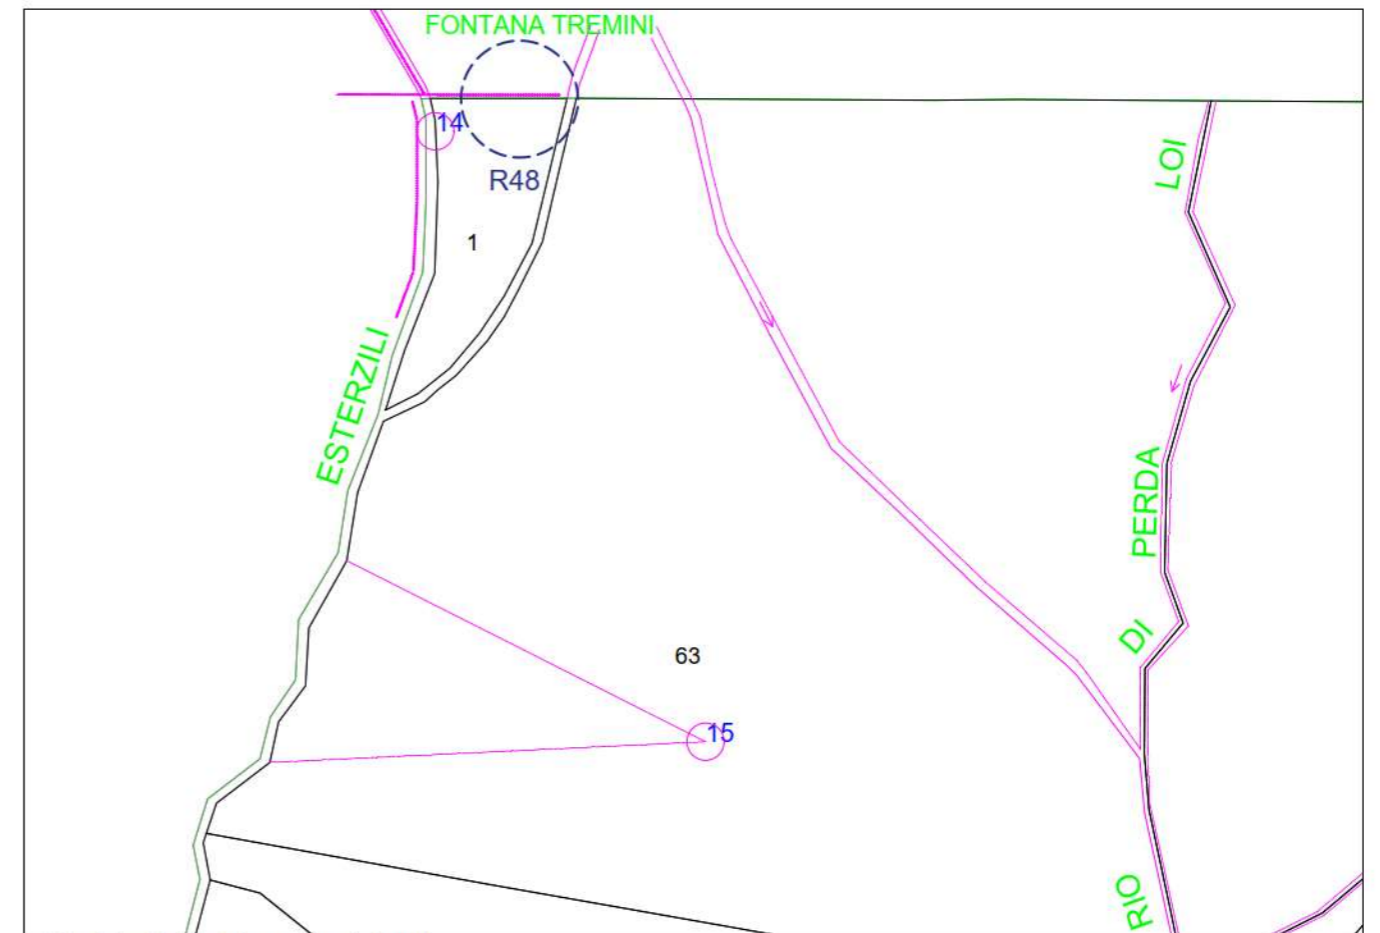 FONTANA TREMINI
14
R48
LOI
1
ESTERZILI
PERDA
DI
63
15
RIO